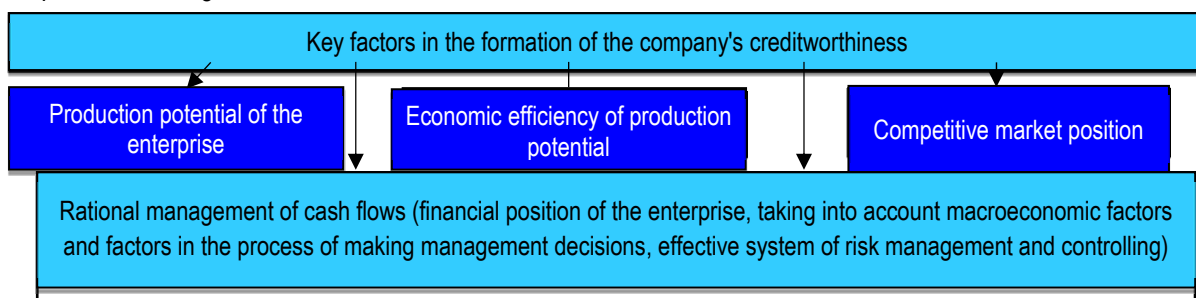 Key factors in the formation of the company's creditworthiness
Production potential of the
enterprise
Economic efficiency of production
potential
Competitive market position
Rational management of cash flows (financial position of the enterprise, taking into account macroeconomic factors
and factors in the process of making management decisions, effective system of risk management and controlling)